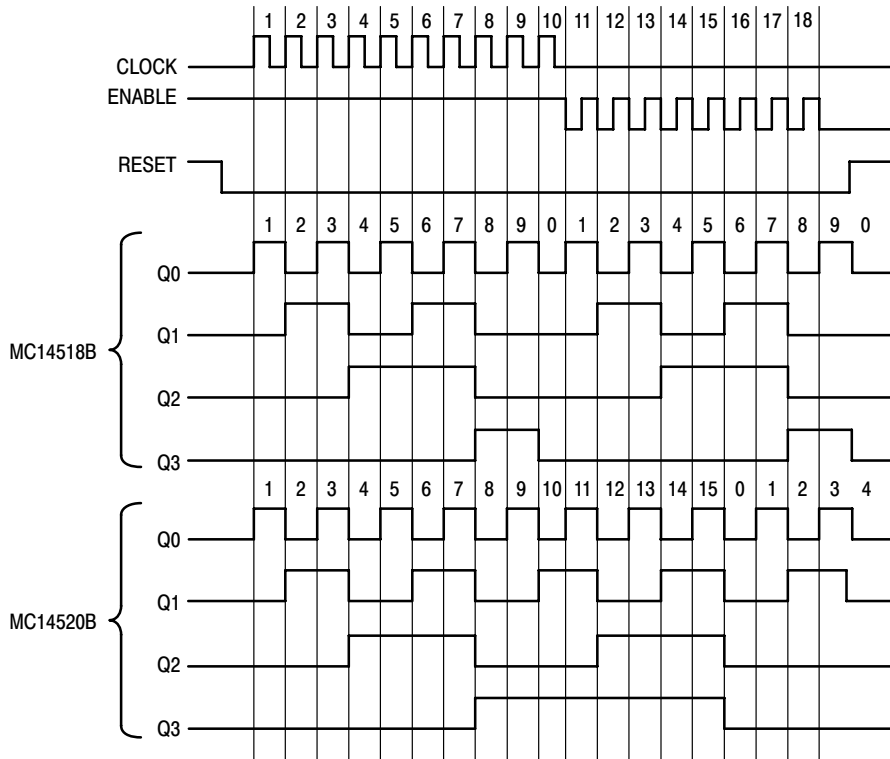 1 2 3 4 5 6 7 8 9 10 11 12 13 14 15 16 17 18
CLOCK
ENABLE
RESET
1 2 3 4 5 6 7 8 9 0 1 2 3 4 5 6 7 8 9 0
Q0
Q1
MC14518B
Q2
Q3
1 2 3 4 5 6 7 8 9 10 11 12 13 14 15 0 1 2 3 4
Q0
Q1
MC14520B
Q2
Q3